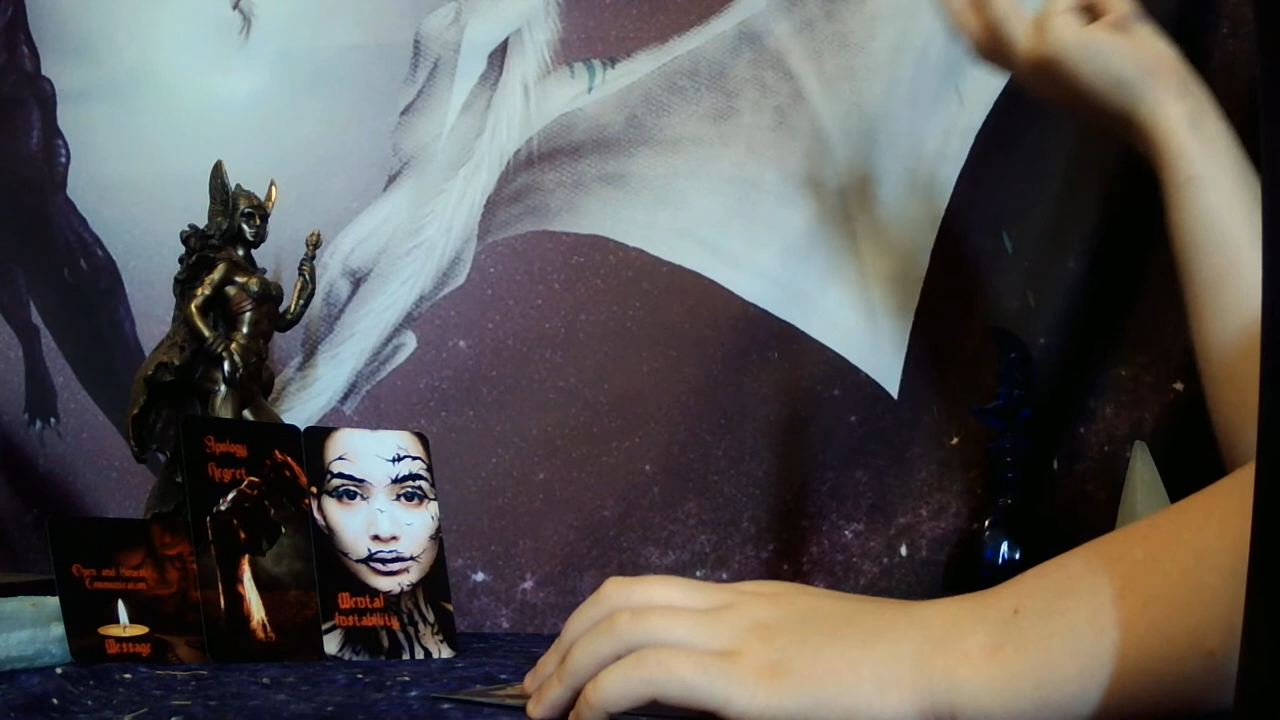 Open and Honest
Communication
Message
Apology
Regret
Mental
Instability